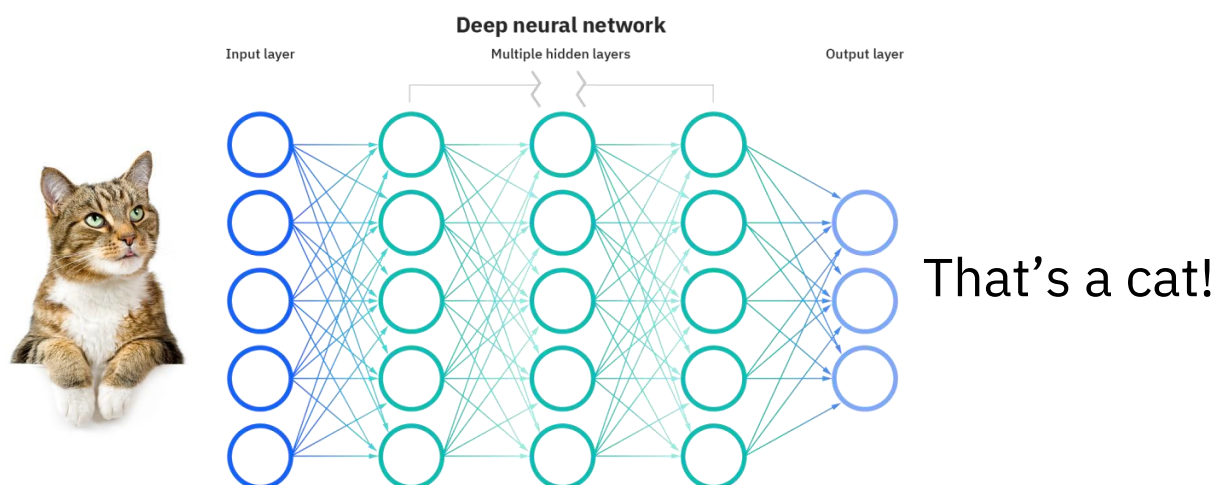 Deep neural network
Input layer
Multiple hidden layers
Output layer
That’s a cat!